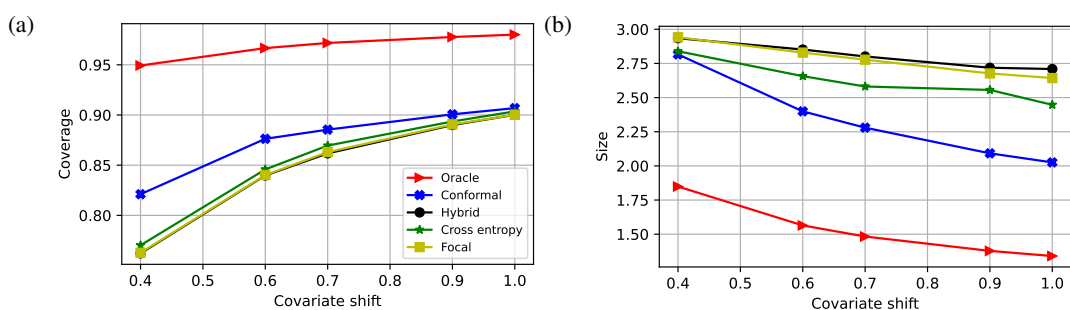 (a)
Coverage
0.95
0.90
0.85
0.80
0.4
0.5
0.6
0.7
0.8
0.9
1.0
Covariate shift
Oracle
Conformal
Hybrid
Cross entropy
Focal
(b)
Size
3.00
2.75
2.50
2.25
2.00
1.75
1.50
0.4
0.5
0.6
0.7
0.8
0.9
1.0
Covariate shift